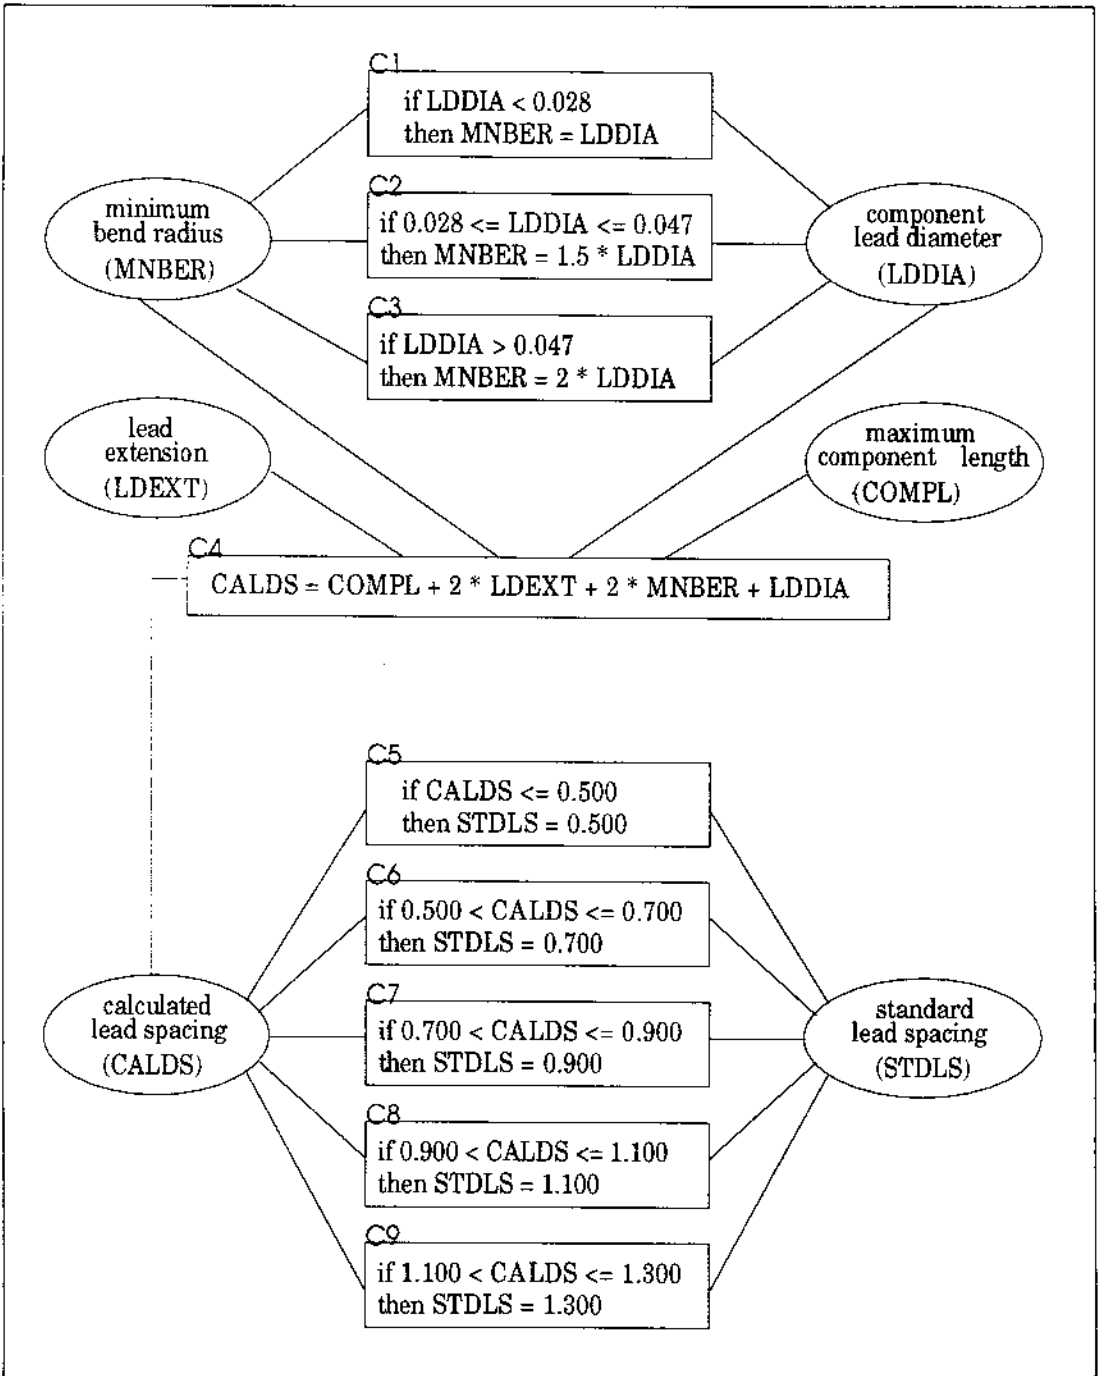 C1
if LDDIA < 0.028
then MNBER = LDDIA
minimum
bend radius
(MNBER)
C2
if 0.028 <= LDDIA <= 0.047
then MNBER = 1.5 * LDDIA
component
lead diameter
(LDDIA)
C3
if LDDIA > 0.047
then MNBER = 2 * LDDIA
lead
extension
(LDEXT)
maximum
component length
(COMPL)
C4
CALDS = COMPL + 2 * LDEXT + 2 * MNBER + LDDIA
C5
if CALDS <= 0.500
then STDLS = 0.500
C6
if 0.500 < CALDS <= 0.700
then STDLS = 0.700
calculated
lead spacing
(CALDS)
C7
if 0.700 < CALDS <= 0.900
then STDLS = 0.900
standard
lead spacing
(STDLS)
C8
if 0.900 < CALDS <= 1.100
then STDLS = 1.100
C9
if 1.100 < CALDS <= 1.300
then STDLS = 1.300